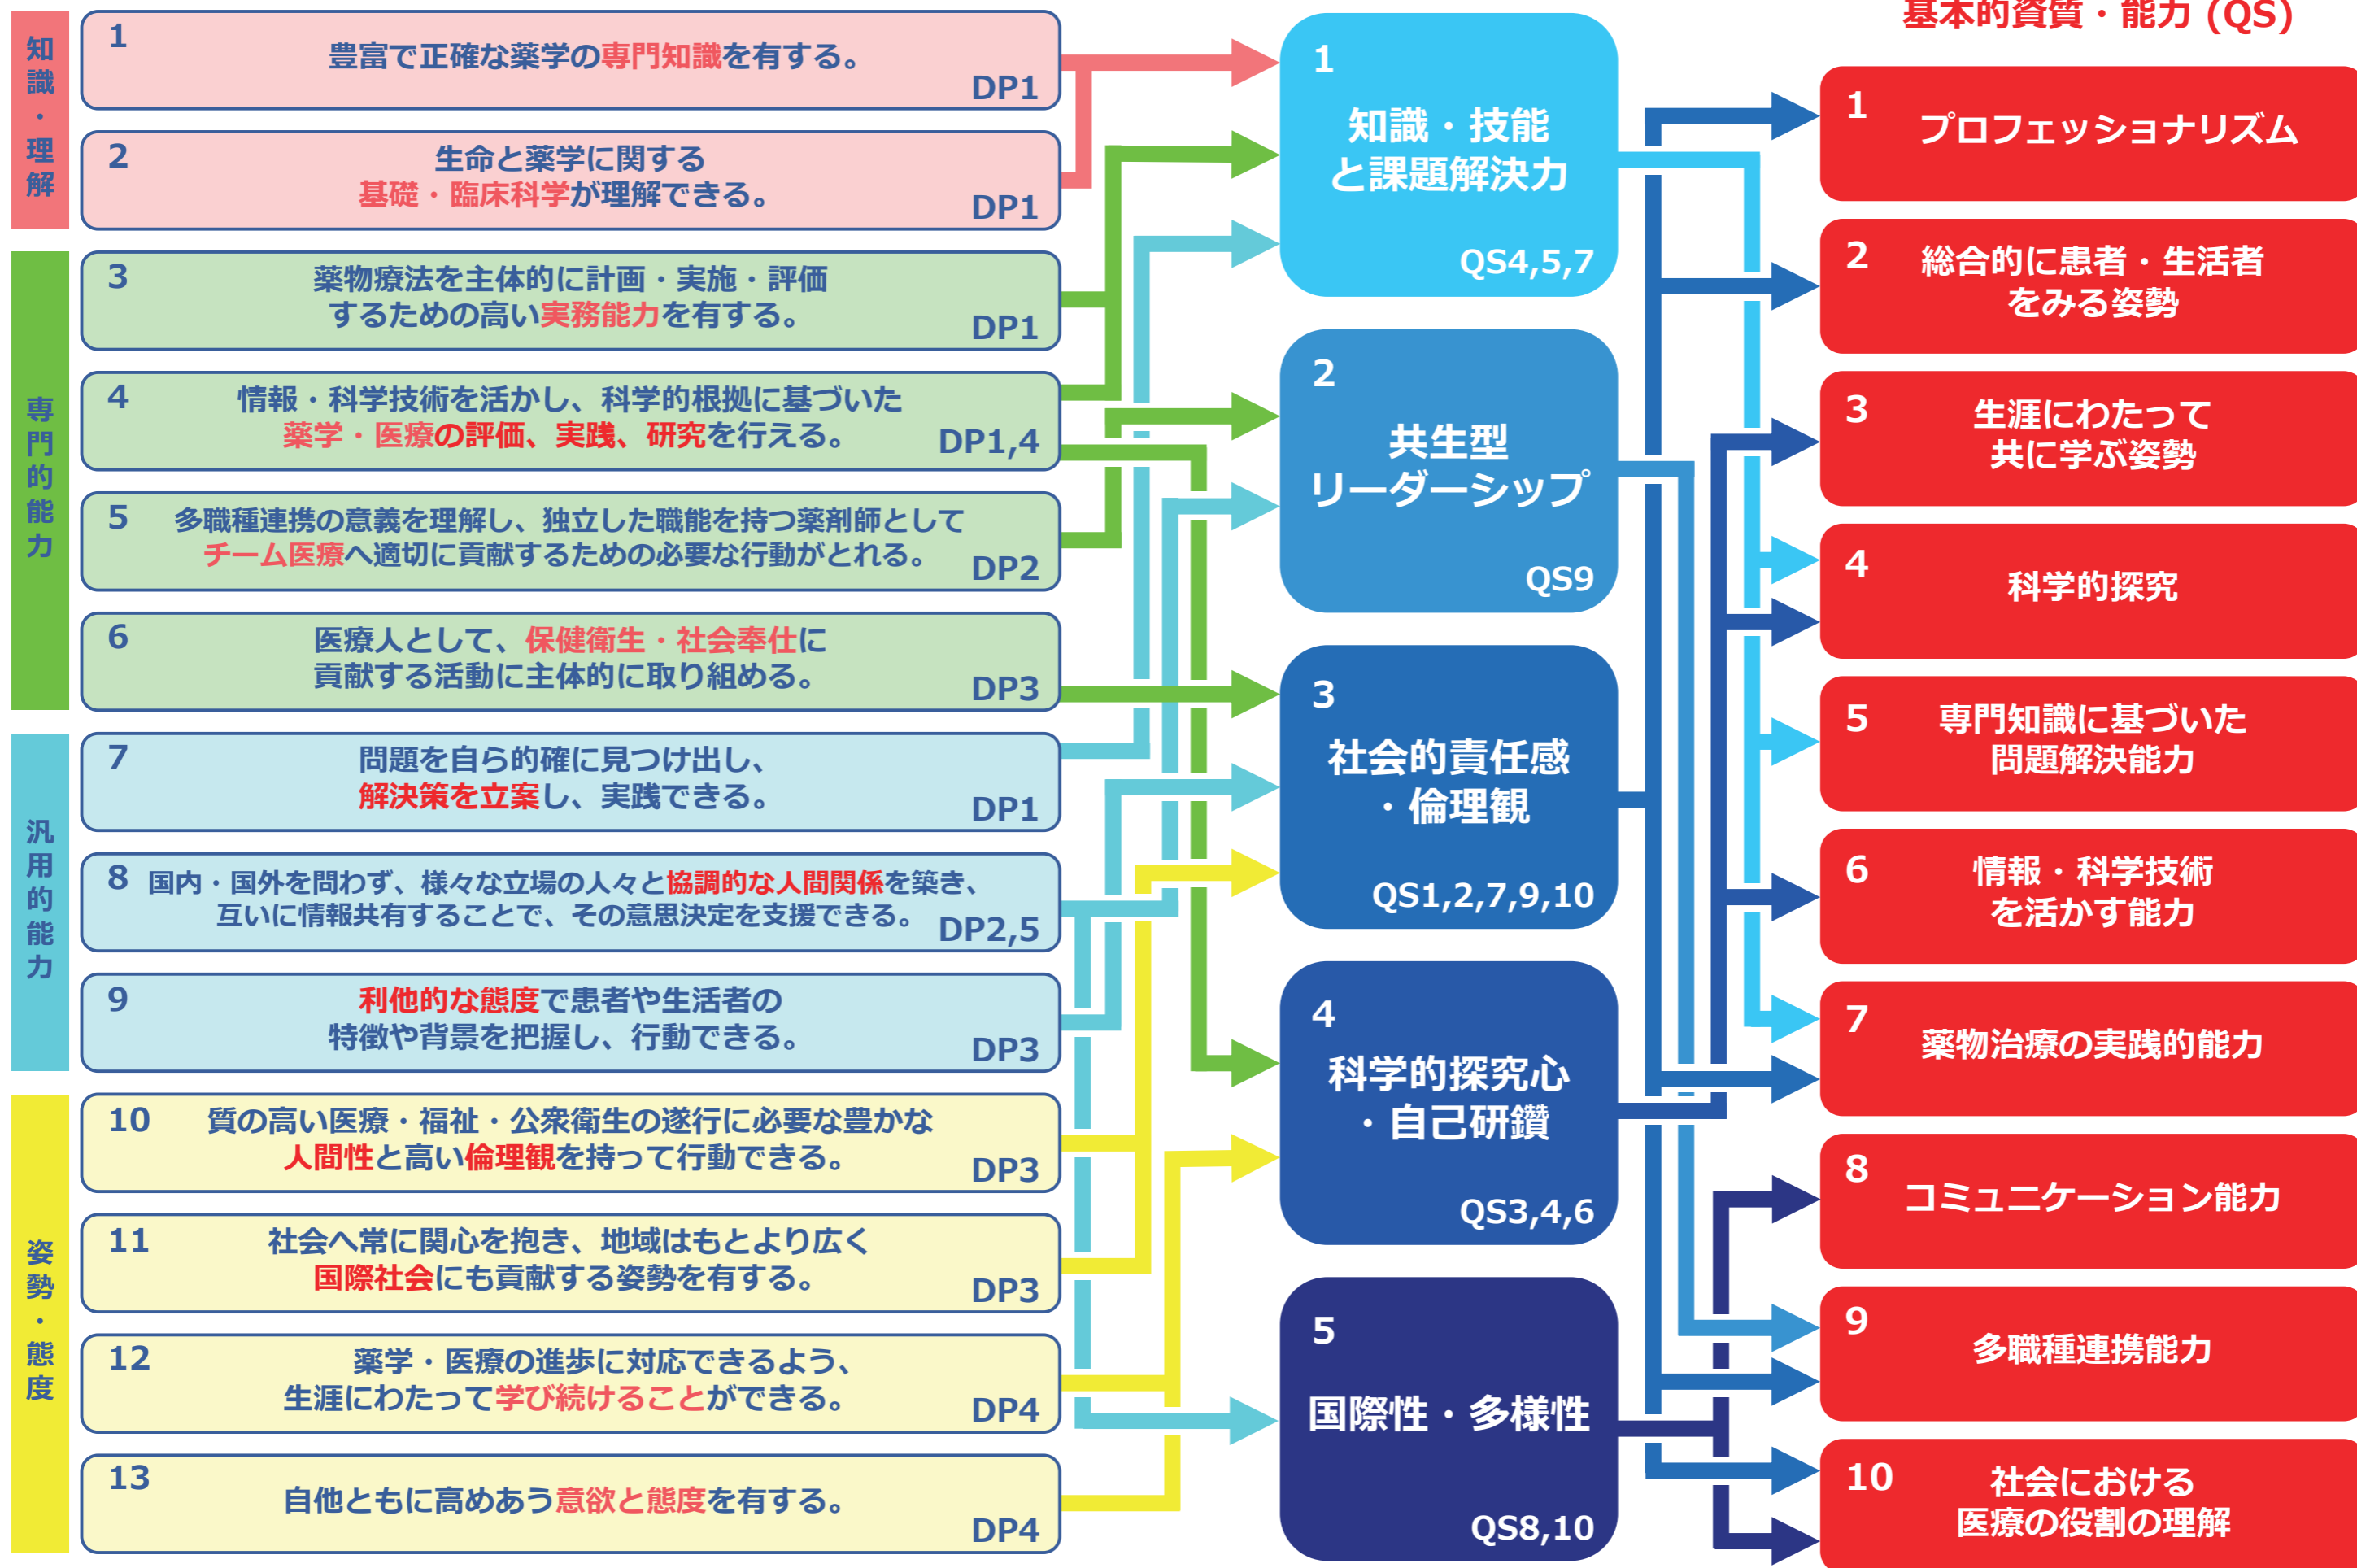 知識・理解
1
豊富で正確な薬学の専門知識を有する。
DP1
2
生命と薬学に関する
基礎・臨床科学が理解できる。
DP1
専門的能力
3
薬物療法を主体的に計画・実施・評価
するための高い実務能力を有する。
DP1
4
情報・科学技術を活かし、科学的根拠に基づいた
薬学・医療の評価、実践、研究を行える。
DP1,4
5
多職種連携の意義を理解し、独立した職能を持つ薬剤師として
チーム医療へ適切に貢献するための必要な行動がとれる。
DP2
6
医療人として、保健衛生・社会奉仕に
貢献する活動に主体的に取り組める。
DP3
汎用的能力
7
問題を自ら的確に見つけ出し、
解決策を立案し、実践できる。
DP1
8
国内・国外を問わず、様々な立場の人々と協調的な人間関係を築き、
互いに情報共有することで、その意思決定を支援できる。
DP2,5
9
利他的な態度で患者や生活者の
特徴や背景を把握し、行動できる。
DP3
姿勢・態度
10
質の高い医療・福祉・公衆衛生の遂行に必要な豊かな
人間性と高い倫理観を持って行動できる。
DP3
11
社会へ常に関心を抱き、地域はもとより広く
国際社会にも貢献する姿勢を有する。
DP3
12
薬学・医療の進歩に対応できるよう、
生涯にわたって学び続けることができる。
DP4
13
自他ともに高めあう意欲と態度を有する。
DP4
1
知識・技能
と課題解決力
QS4,5,7
2
共生型
リーダーシップ
QS9
3
社会的責任感
・倫理観
QS1,2,7,9,10
4
科学的探究心
・自己研鑽
QS3,4,6
5
国際性・多様性
QS8,10
基本的資質・能力 (QS)
1
プロフェッショナリズム
2
総合的に患者・生活者
をみる姿勢
3
生涯にわたって
共に学ぶ姿勢
4
科学的探究
5
専門知識に基づいた
問題解決能力
6
情報・科学技術
を活かす能力
7
薬物治療の実践的能力
8
コミュニケーション能力
9
多職種連携能力
10
社会における
医療の役割の理解